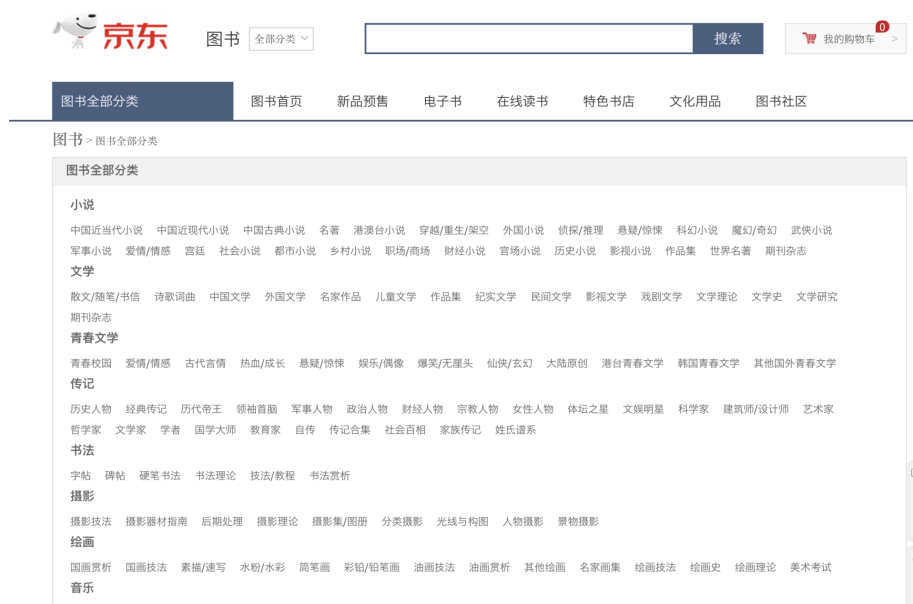 京东
图书 全部分类 搜索 我的购物车 0 >
图书全部分类 图书首页 新品预售 电子书 在线读书 特色书店 文化用品 图书社区
图书 > 图书全部分类
图书全部分类
小说
中国近当代小说 中国近现代小说 中国古典小说 名著 港澳台小说 穿越/重生/架空 外国小说 侦探/推理 悬疑/惊悚 科幻小说 魔幻/奇幻 武侠小说
军事小说 爱情/情感 宫廷 社会小说 都市小说 乡村小说 职场/商场 财经小说 官场小说 历史小说 影视小说 作品集 世界名著 期刊杂志
文学
散文/随笔/书信 诗歌词曲 中国文学 外国文学 名家作品 儿童文学 作品集 纪实文学 民间文学 影视文学 戏剧文学 文学理论 文学史 文学研究
期刊杂志
青春文学
青春校园 爱情/情感 古代言情 热血/成长 悬疑/惊悚 娱乐/偶像 爆笑/无厘头 仙侠/玄幻 大陆原创 港台青春文学 韩国青春文学 其他国外青春文学
传记
历史人物 经典传记 历代帝王 领袖首脑 军事人物 政治人物 财经人物 宗教人物 女性人物 体坛之星 文娱明星 科学家 建筑师/设计师 艺术家
哲学家 文学家 学者 国学大师 教育家 自传 传记合集 社会百相 家族传记 姓氏谱系
书法
字帖 碑帖 硬笔书法 书法理论 技法/教程 书法赏析
摄影
摄影技法 摄影器材指南 后期处理 摄影理论 摄影集/图册 分类摄影 光线与构图 人物摄影 景物摄影
绘画
国画赏析 国画技法 素描/速写 水粉/水彩 简笔画 彩铅/铅笔画 油画技法 油画赏析 其他绘画 名家画集 绘画技法 绘画史 绘画理论 美术考试
音乐